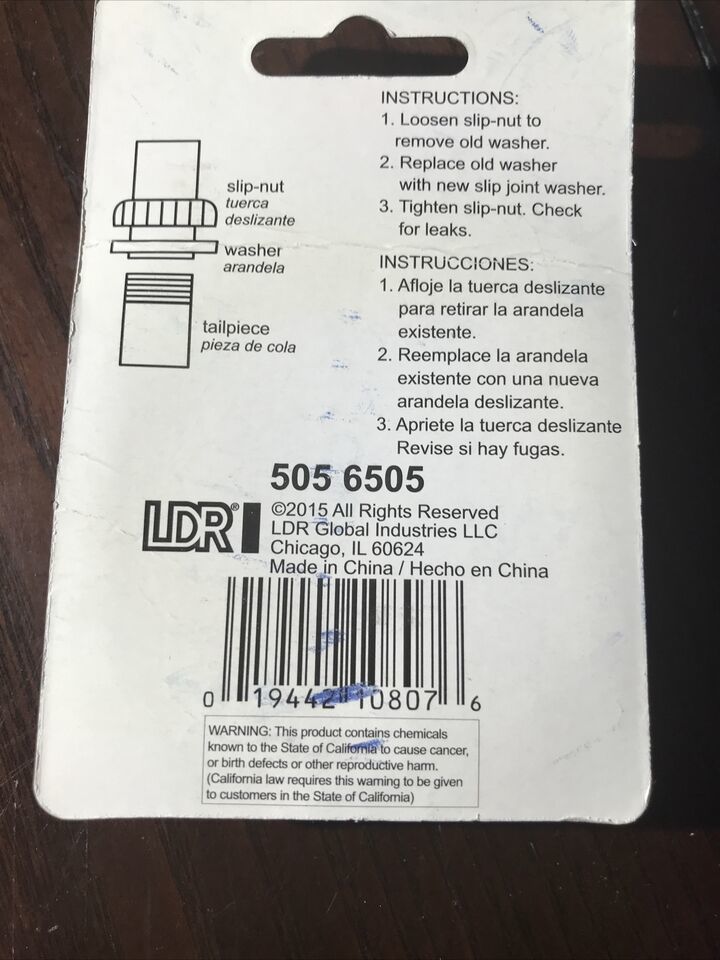 INSTRUCTIONS:
1. Loosen slip-nut to
remove old washer.
2. Replace old washer
with new slip joint washer.
3. Tighten slip-nut. Check
for leaks.
slip-nut
tuerca
deslizante
washer
arandela
tailpiece
pieza de cola
INSTRUCCIONES:
1. Afloje la tuerca deslizante
para retirar la arandela
existente.
2. Reemplace la arandela
existente con una nueva
arandela deslizante.
3. Apriete la tuerca deslizante
Revise si hay fugas.
505 6505
LDR®
©2015 All Rights Reserved
LDR Global Industries LLC
Chicago, IL 60624
Made in China / Hecho en China
0 19442 10807 6
WARNING: This product contains chemicals
known to the State of California to cause cancer,
or birth defects or other reproductive harm.
(California law requires this warning to be given
to customers in the State of California)